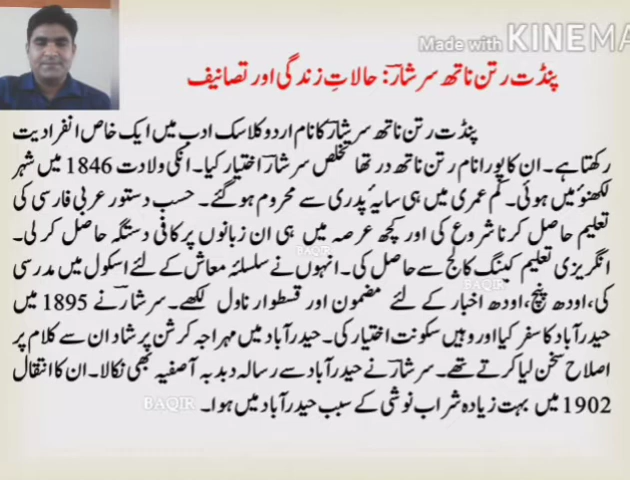 Made with KINEMA
پنڈت رتن ناتھ سرشارؔ: حالاتِ زندگی اور تصانیف
پنڈت رتن ناتھ سرشارؔ کا نام اردو کلاسک ادب میں ایک خاص انفرادیت
رکھتا ہے۔ ان کا پورا نام رتن ناتھ در تھا تخلص سرشارؔ اختیار کیا۔ انکی ولادت 1846 میں شہر
لکھنؤ میں ہوئی۔ کم عمری میں ہی سایۂ پدری سے محروم ہو گئے۔ حسب دستور عربی فارسی کی
تعلیم حاصل کرنا شروع کی اور کچھ عرصہ میں ہی ان زبانوں پر کافی دستگہ حاصل کر لی۔
BAQIR
انگریزی تعلیم کیننگ کالج سے حاصل کی۔ انہوں نے سلسلۂ معاش کے لئے اسکول میں مدرسی
BAQIR
کی، اودھ پنچ، اودھ اخبار کے لئے مضمون اور قسطوار ناول لکھے۔ سرشارؔ نے 1895 میں
حیدرآباد کا سفر کیا اور وہیں سکونت اختیار کی۔ حیدرآباد میں مہاراجہ کرشن پرشاد ان سے کلام پر
اصلاح سخن لیا کرتے تھے۔ سرشارؔ نے حیدرآباد سے رسالہ دبدبہ آصفیہ بھی نکالا۔ ان کا انتقال
1902 میں بہت زیادہ شراب نوشی کے سبب حیدرآباد میں ہوا۔
BAQIR